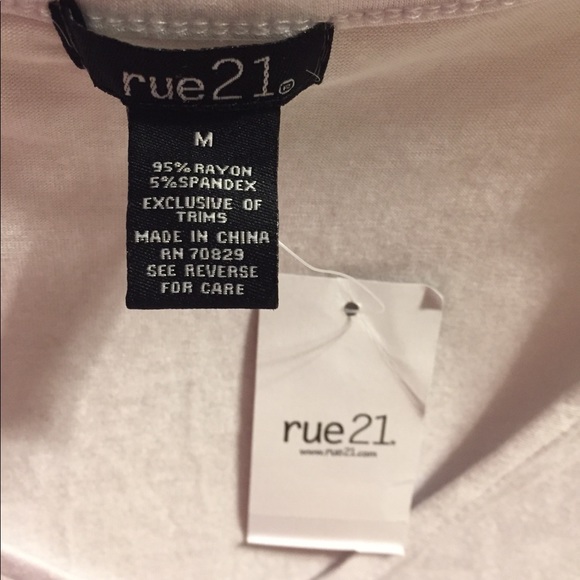 rue21®
M
95% RAYON
5% SPANDEX
EXCLUSIVE OF
TRIMS
MADE IN CHINA
RN 70829
SEE REVERSE
FOR CARE
rue21.
www.rue21.com